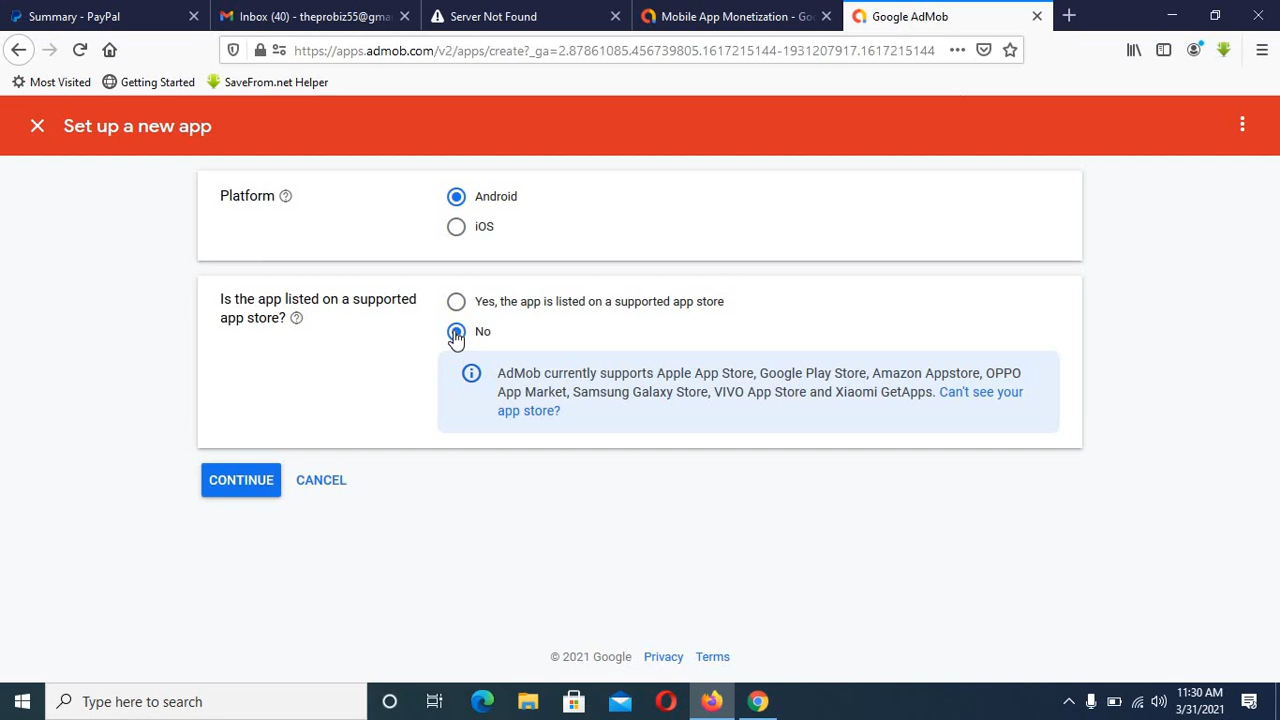 Summary - PayPal
Inbox (40) - theprobiz55@gma
Server Not Found
Mobile App Monetization - Go
Google AdMob
https://apps.admob.com/v2/apps/create?_ga=2.87861085.456739805.1617215144-1931207917.1617215144
Most Visited
Getting Started
SaveFrom.net Helper
Set up a new app
Platform
Android
iOS
Is the app listed on a supported
app store?
Yes, the app is listed on a supported app store
No
AdMob currently supports Apple App Store, Google Play Store, Amazon Appstore, OPPO
App Market, Samsung Galaxy Store, VIVO App Store and Xiaomi GetApps. Can't see your
app store?
CONTINUE
CANCEL
© 2021 Google
Privacy
Terms
Type here to search
11:30 AM
3/31/2021